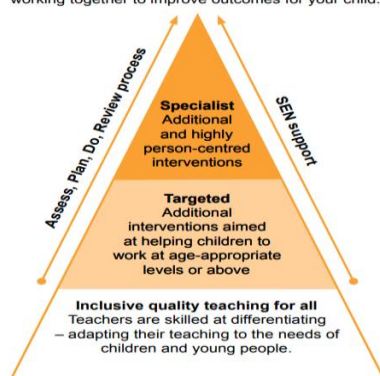 working together to improve outcomes for your child.
Assess, Plan, Do, Review process
SEN support
Specialist
Additional
and highly
person-centred
interventions
Targeted
Additional
interventions aimed
at helping children to
work at age-appropriate
levels or above
Inclusive quality teaching for all
Teachers are skilled at differentiating
– adapting their teaching to the needs of
children and young people.